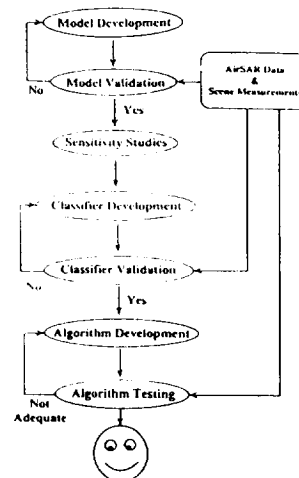 Model Development
AirSAR Data
&
Scene Measurements
No
Model Validation
Yes
Sensitivity Studies
Classifier Development
Classifier Validation
No
Yes
Algorithm Development
Algorithm Testing
Not
Adequate